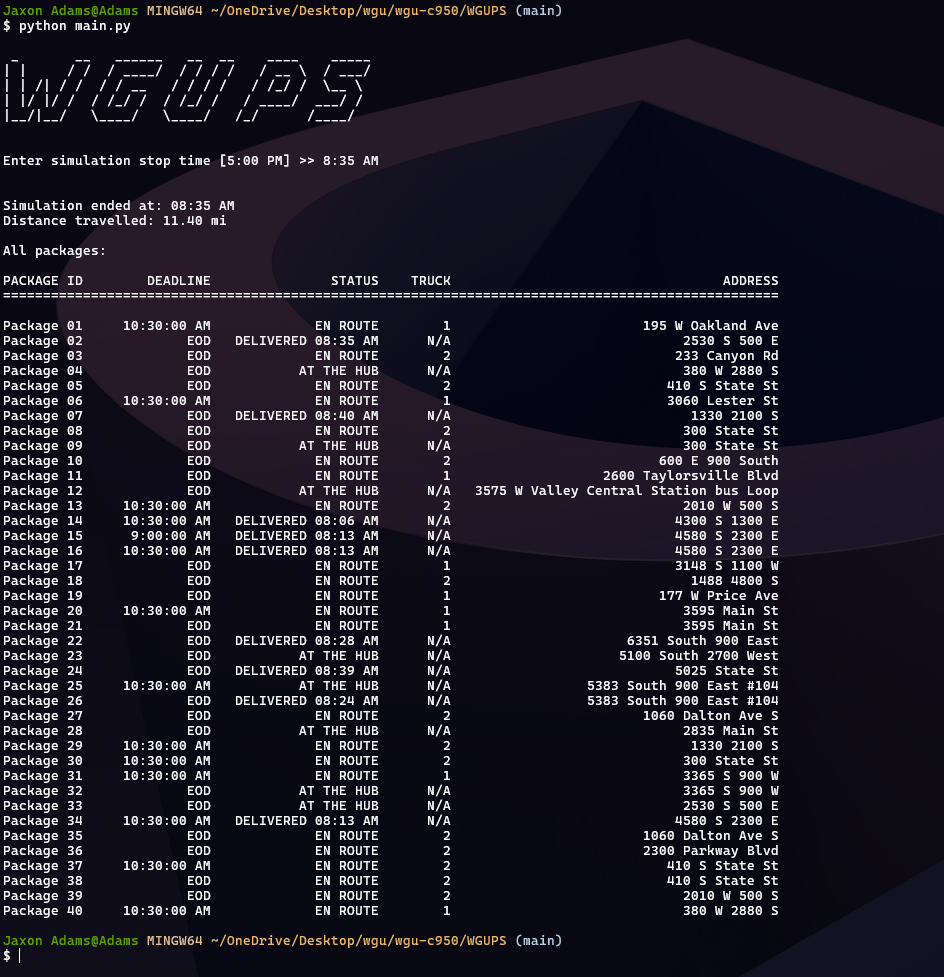 Jaxon Adams@Adams MINGW64 ~/OneDrive/Desktop/wgu/wgu-c950/WGUPS (main)
$ python main.py
WGUPS
Enter simulation stop time [5:00 PM] >> 8:35 AM
Simulation ended at: 08:35 AM
Distance travelled: 11.40 mi
All packages:
PACKAGE ID DEADLINE STATUS TRUCK ADDRESS
Package 01 10:30:00 AM EN ROUTE 1 195 W Oakland Ave
Package 02 EOD DELIVERED 08:35 AM N/A 2530 S 500 E
Package 03 EOD EN ROUTE 2 233 Canyon Rd
Package 04 EOD AT THE HUB N/A 380 W 2880 S
Package 05 EOD EN ROUTE 2 410 S State St
Package 06 10:30:00 AM EN ROUTE 1 3060 Lester St
Package 07 EOD DELIVERED 08:40 AM N/A 1330 2100 S
Package 08 EOD EN ROUTE 2 300 State St
Package 09 EOD AT THE HUB N/A 300 State St
Package 10 EOD EN ROUTE 2 600 E 900 South
Package 11 EOD EN ROUTE 1 2600 Taylorsville Blvd
Package 12 EOD AT THE HUB N/A 3575 W Valley Central Station bus Loop
Package 13 10:30:00 AM EN ROUTE 2 2010 W 500 S
Package 14 10:30:00 AM DELIVERED 08:06 AM N/A 4300 S 1300 E
Package 15 9:00:00 AM DELIVERED 08:13 AM N/A 4580 S 2300 E
Package 16 10:30:00 AM DELIVERED 08:13 AM N/A 4580 S 2300 E
Package 17 EOD EN ROUTE 1 3148 S 1100 W
Package 18 EOD EN ROUTE 2 1488 4800 S
Package 19 EOD EN ROUTE 1 177 W Price Ave
Package 20 10:30:00 AM EN ROUTE 1 3595 Main St
Package 21 EOD EN ROUTE 1 3595 Main St
Package 22 EOD DELIVERED 08:28 AM N/A 6351 South 900 East
Package 23 EOD AT THE HUB N/A 5100 South 2700 West
Package 24 EOD DELIVERED 08:39 AM N/A 5025 State St
Package 25 10:30:00 AM AT THE HUB N/A 5383 South 900 East #104
Package 26 EOD DELIVERED 08:24 AM N/A 5383 South 900 East #104
Package 27 EOD EN ROUTE 2 1060 Dalton Ave S
Package 28 EOD AT THE HUB N/A 2835 Main St
Package 29 10:30:00 AM EN ROUTE 2 1330 2100 S
Package 30 10:30:00 AM EN ROUTE 2 300 State St
Package 31 10:30:00 AM EN ROUTE 1 3365 S 900 W
Package 32 EOD AT THE HUB N/A 3365 S 900 W
Package 33 EOD AT THE HUB N/A 2530 S 500 E
Package 34 10:30:00 AM DELIVERED 08:13 AM N/A 4580 S 2300 E
Package 35 EOD EN ROUTE 2 1060 Dalton Ave S
Package 36 EOD EN ROUTE 2 2300 Parkway Blvd
Package 37 10:30:00 AM EN ROUTE 2 410 S State St
Package 38 EOD EN ROUTE 2 410 S State St
Package 39 EOD EN ROUTE 2 2010 W 500 S
Package 40 10:30:00 AM EN ROUTE 1 380 W 2880 S
Jaxon Adams@Adams MINGW64 ~/OneDrive/Desktop/wgu/wgu-c950/WGUPS (main)
$